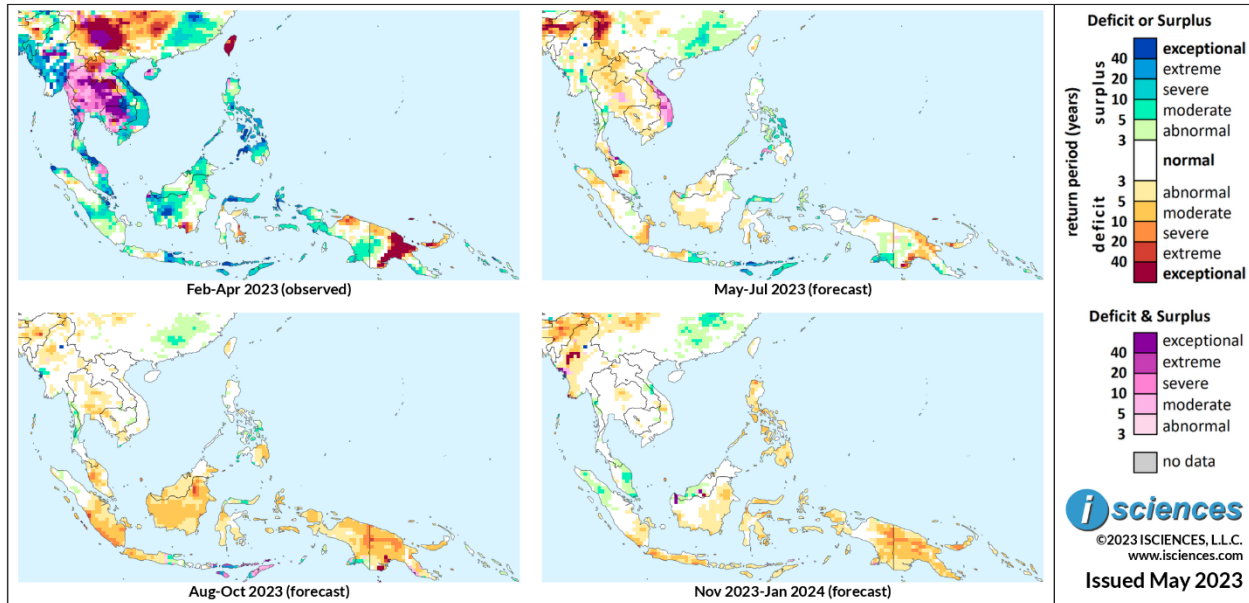 Feb-Apr 2023 (observed)
May-Jul 2023 (forecast)
Aug-Oct 2023 (forecast)
Nov 2023-Jan 2024 (forecast)
Deficit or Surplus
return period (years)
deficit surplus
exceptional
40
extreme
20
severe
10
moderate
5
abnormal
3
normal
3
abnormal
5
moderate
10
severe
20
extreme
40
exceptional
Deficit & Surplus
exceptional
40
extreme
20
severe
10
moderate
5
abnormal
3
no data
i sciences
©2023 ISCIENCES, L.L.C.
www.isciences.com
Issued May 2023